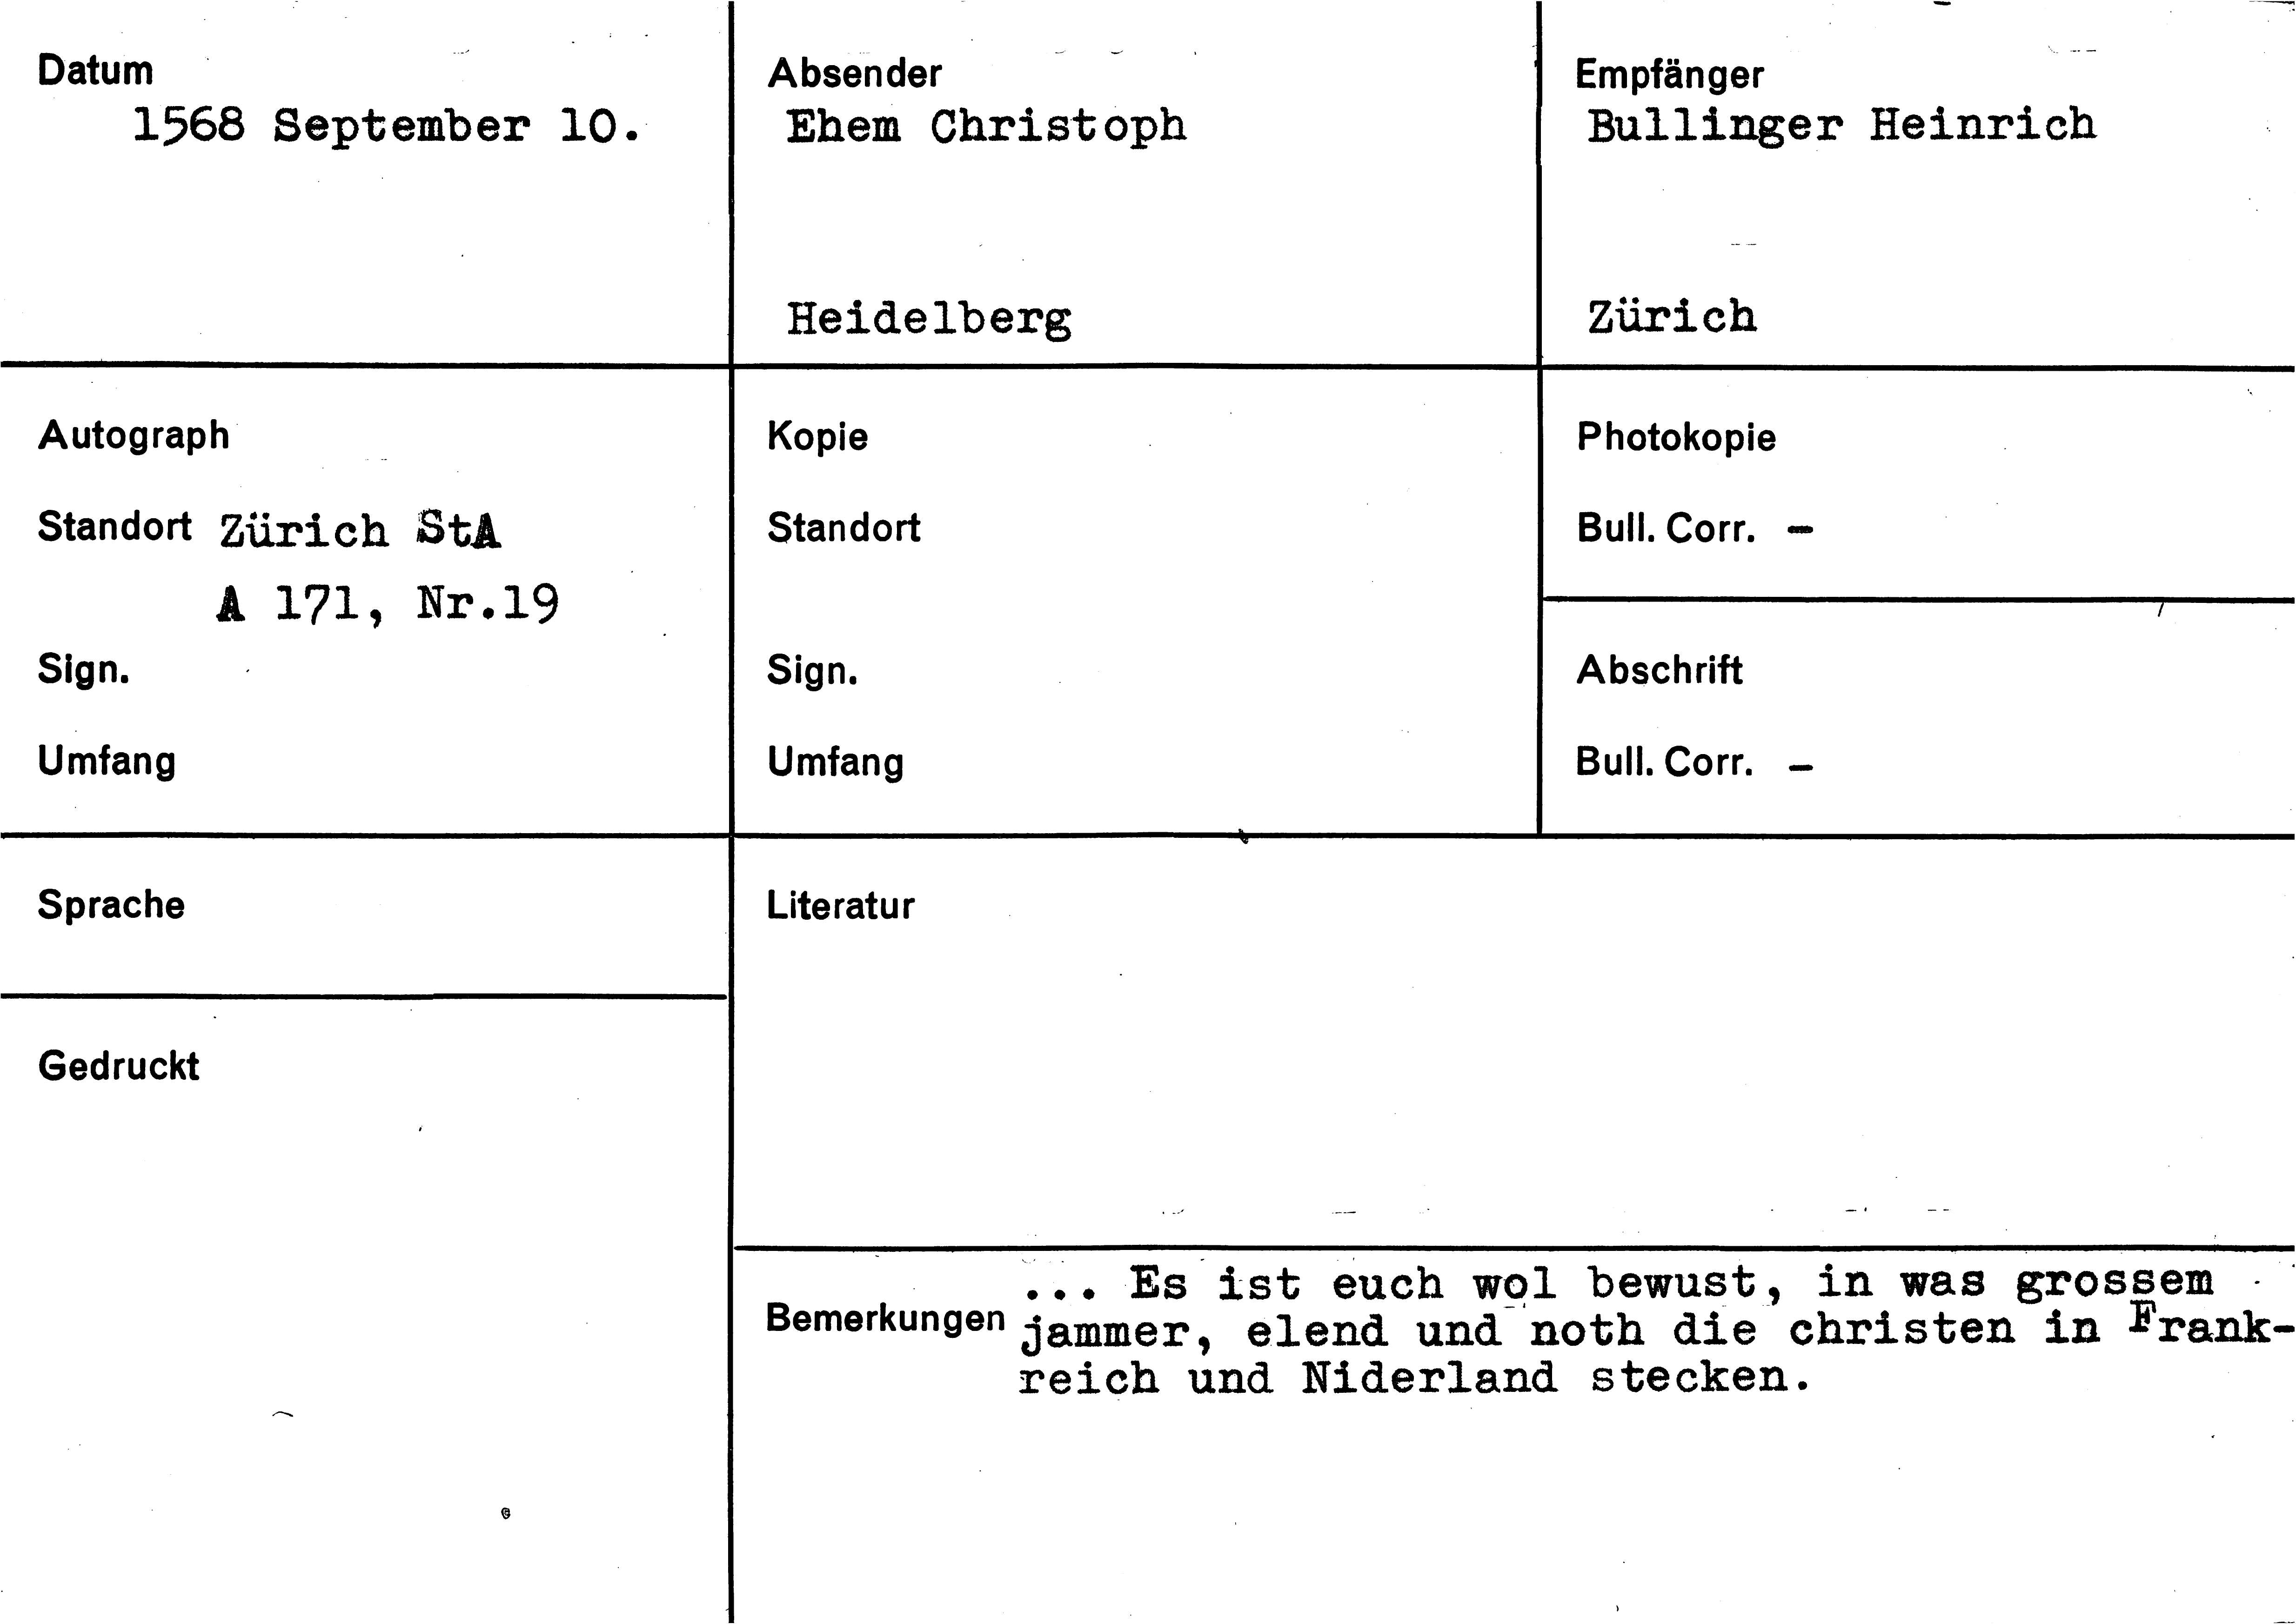 Datum
1568 September 10.
Absender
Ehem Christoph
Heidelberg
Empfänger
Bullinger Heinrich
Zürich
Autograph
Standort Zürich StA
A 171, Nr.19
Sign.
Umfang
Kopie
Standort
Sign.
Umfang
Photokopie
Bull. Corr. -
Abschrift
Bull. Corr. -
Sprache
Gedruckt
Literatur
Bemerkungen
... Es ist euch wol bewust, in was grossem
jammer, elend und noth die christen in Frank-
reich und Niderland stecken.